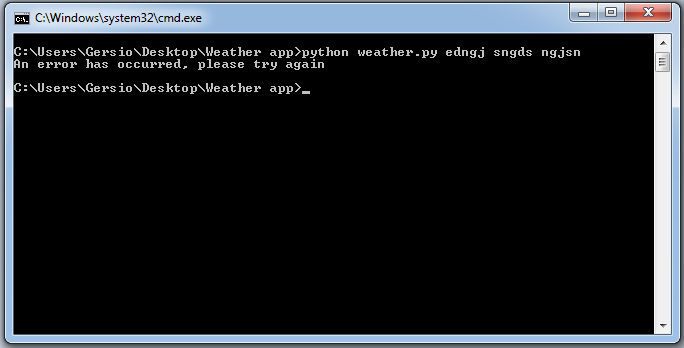 C:\Windows\system32\cmd.exe
C:\Users\Gersio\Desktop\Weather app>python weather.py edngj sngds ngjsn
An error has occurred, please try again
C:\Users\Gersio\Desktop\Weather app>_